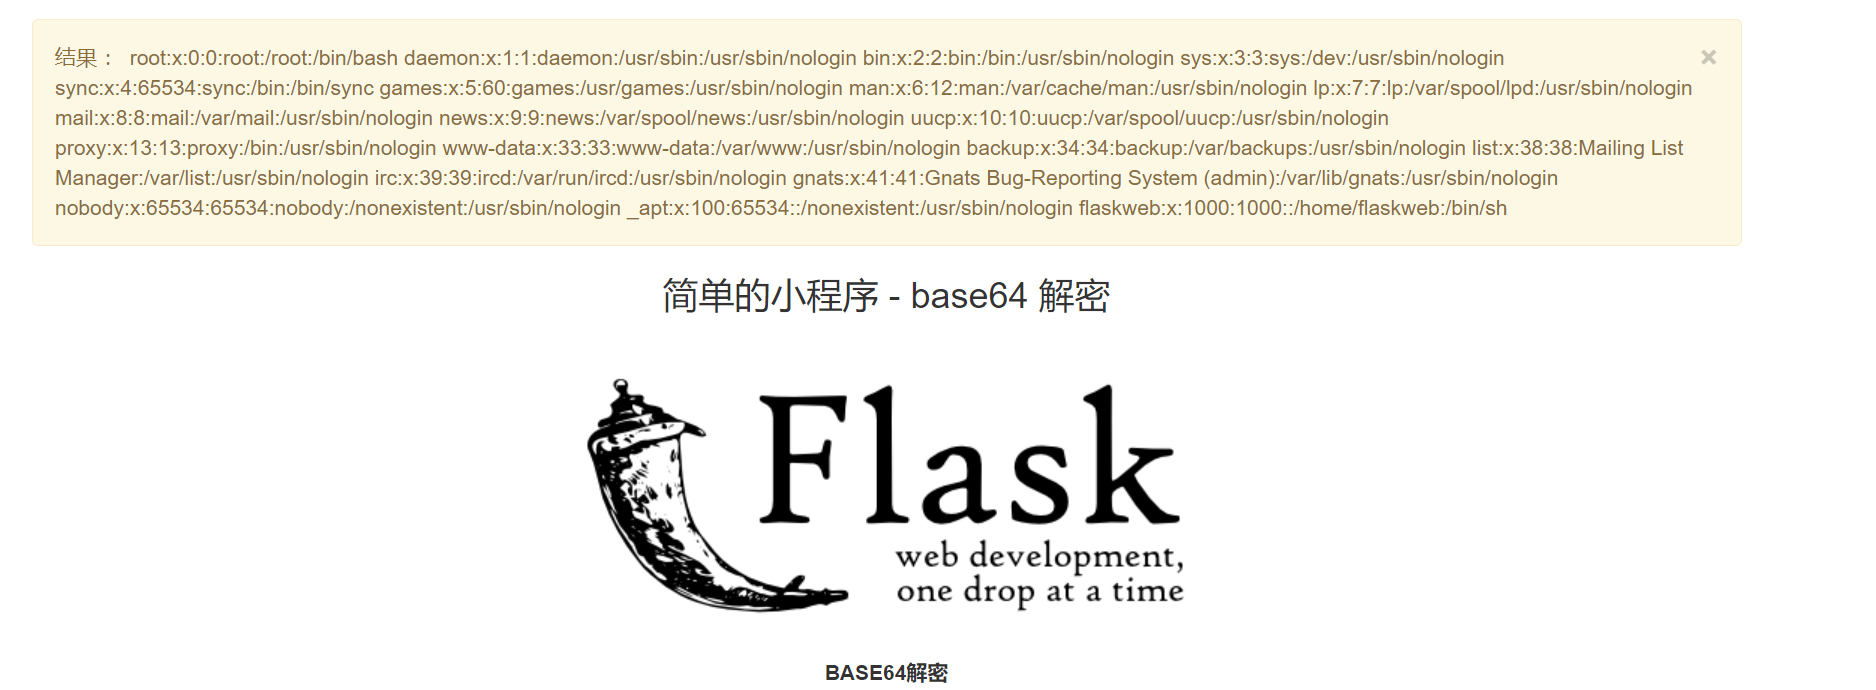 结果 ： root:x:0:0:root:/root:/bin/bash daemon:x:1:1:daemon:/usr/sbin:/usr/sbin/nologin bin:x:2:2:bin:/bin:/usr/sbin/nologin sys:x:3:3:sys:/dev:/usr/sbin/nologin
×
sync:x:4:65534:sync:/bin:/bin/sync games:x:5:60:games:/usr/games:/usr/sbin/nologin man:x:6:12:man:/var/cache/man:/usr/sbin/nologin lp:x:7:7:lp:/var/spool/lpd:/usr/sbin/nologin
mail:x:8:8:mail:/var/mail:/usr/sbin/nologin news:x:9:9:news:/var/spool/news:/usr/sbin/nologin uucp:x:10:10:uucp:/var/spool/uucp:/usr/sbin/nologin
proxy:x:13:13:proxy:/bin:/usr/sbin/nologin www-data:x:33:33:www-data:/var/www:/usr/sbin/nologin backup:x:34:34:backup:/var/backups:/usr/sbin/nologin list:x:38:38:Mailing List
Manager:/var/list:/usr/sbin/nologin irc:x:39:39:ircd:/var/run/ircd:/usr/sbin/nologin gnats:x:41:41:Gnats Bug-Reporting System (admin):/var/lib/gnats:/usr/sbin/nologin
nobody:x:65534:65534:nobody:/nonexistent:/usr/sbin/nologin _apt:x:100:65534::/nonexistent:/usr/sbin/nologin flaskweb:x:1000:1000::/home/flaskweb:/bin/sh
简单的小程序 - base64 解密
Flask
web development,
one drop at a time
BASE64解密